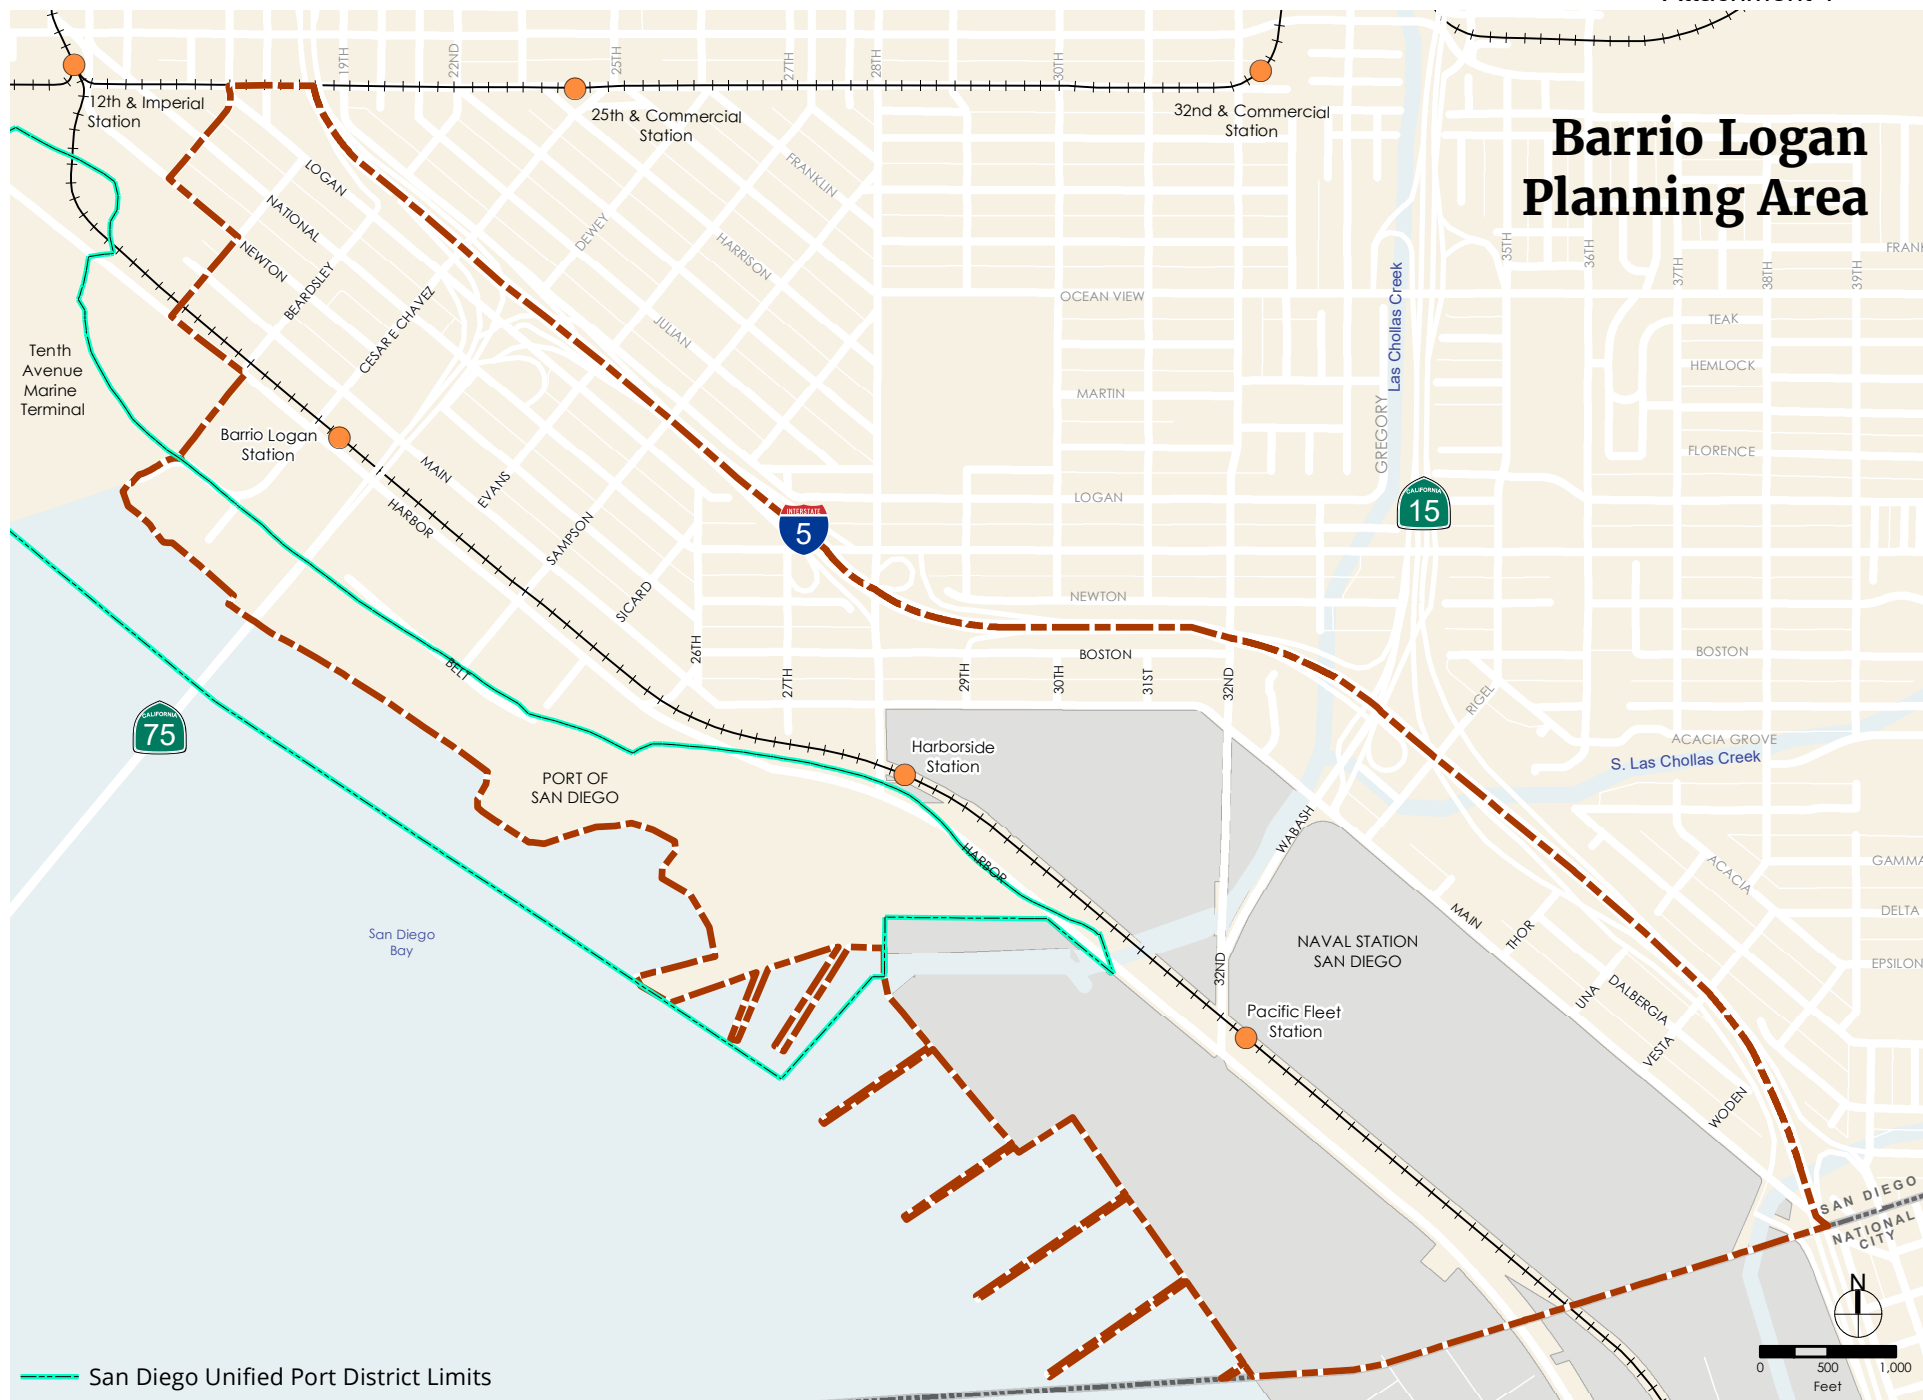 19TH
22ND
25TH
27TH
28TH
30TH
12th & Imperial
Station
25th & Commercial
Station
32nd & Commercial
Station
Barrio Logan
Planning Area
LOGAN
NATIONAL
NEWTON
BEARDSLEY
CESAR E CHAVEZ
DEWEY
FRANKLIN
HARRISON
JULIAN
OCEAN VIEW
MARTIN
LOGAN
NEWTON
BOSTON
Las Chollas Creek
GREGORY
35TH
36TH
37TH
38TH
39TH
TEAK
HEMLOCK
FLORENCE
BOSTON
ACACIA GROVE
S. Las Chollas Creek
RIGEL
ACACIA
GAMMA
DELTA
EPSILON
Tenth
Avenue
Marine
Terminal
Barrio Logan
Station
MAIN
EVANS
HARBOR
SAMPSON
SICARD
BELT
26TH
27TH
29TH
30TH
31ST
32ND
INTERSTATE
5
CALIFORNIA
15
CALIFORNIA
75
Harborside
Station
PORT OF
SAN DIEGO
HARBOR
WABASH
San Diego
Bay
NAVAL STATION
SAN DIEGO
32ND
Pacific Fleet
Station
MAIN
THOR
UNA
DALBERGIA
VESTA
WODEN
SAN DIEGO
NATIONAL
CITY
N
0 500 1,000
Feet
San Diego Unified Port District Limits